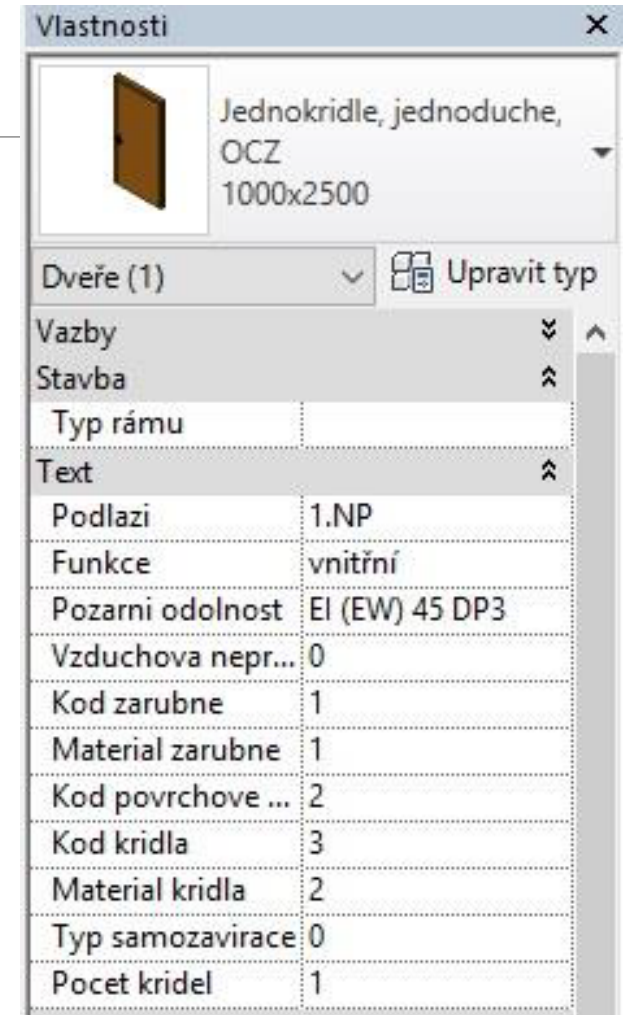 Vlastnosti
Jednokridle, jednoduche,
OCZ
1000x2500
Dveře (1) Upravit typ
Vazby
Stavba
Typ rámu
Text
Podlazi 1.NP
Funkce vnitřní
Pozarni odolnost EI (EW) 45 DP3
Vzduchova nepr... 0
Kod zarubne 1
Material zarubne 1
Kod povrchove ... 2
Kod kridla 3
Material kridla 2
Typ samozavirace 0
Pocet kridel 1